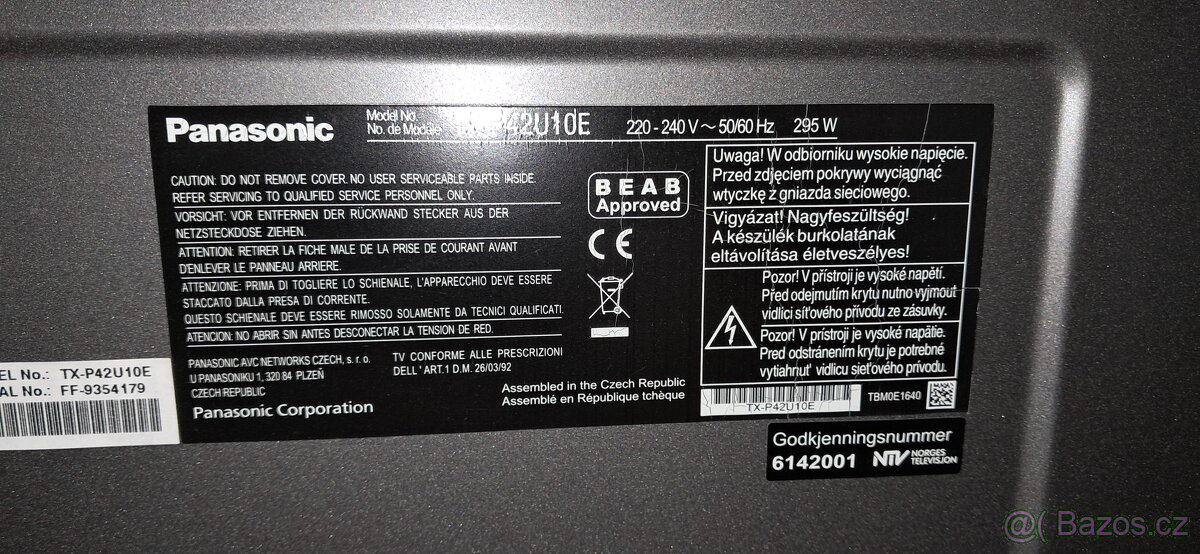 Panasonic
Model No.
No. de Modèle
P42U10E
220 - 240 V ~ 50/60 Hz 295 W
CAUTION: DO NOT REMOVE COVER. NO USER SERVICEABLE PARTS INSIDE.
REFER SERVICING TO QUALIFIED SERVICE PERSONNEL ONLY.
VORSICHT: VOR ENTFERNEN DER RÜCKWAND STECKER AUS DER
NETZSTECKDOSE ZIEHEN.
ATTENTION: RETIRER LA FICHE MALE DE LA PRISE DE COURANT AVANT
D'ENLEVER LE PANNEAU ARRIERE.
ATTENZIONE: PRIMA DI TOGLIERE LO SCHIENALE, L'APPARECCHIO DEVE ESSERE
STACCATO DALLA PRESA DI CORRENTE.
QUESTO SCHIENALE DEVE ESSERE RIMOSSO SOLAMENTE DA TECNICI QUALIFICATI.
ATENCION: NO ABRIR SIN ANTES DESCONECTAR LA TENSION DE RED.
PANASONIC AVC NETWORKS CZECH, s. r. o.
U PANASONIKU 1, 320 84 PLZEŇ
CZECH REPUBLIC
Panasonic Corporation
TV CONFORME ALLE PRESCRIZIONI
DELL ' ART.1 D.M. 26/03/92
BEAB
Approved
CE
Assembled in the Czech Republic
Assemblé en République tchèque
Uwaga! W odbiorniku wysokie napięcie.
Przed zdjęciem pokrywy wyciągnąć
wtyczkę z gniazda sieciowego.
Vigyázat! Nagyfeszültség!
A készülék burkolatának
eltávolítása életveszélyes!
Pozor! V přístroji je vysoké napětí.
Před odejmutím krytu nutno vyjmout
vidlici síťového přívodu ze zásuvky.
Pozor! V prístroji je vysoké napätie.
Pred odstránením krytu je potrebné
vytiahnuť vidlicu sieťového prívodu.
TX-P42U10E
TBM0E1640
EL No.: TX-P42U10E
AL No.: FF-9354179
Godkjenningsnummer
6142001 NTV NORGES
TELEVISJON
@ Bazos.cz